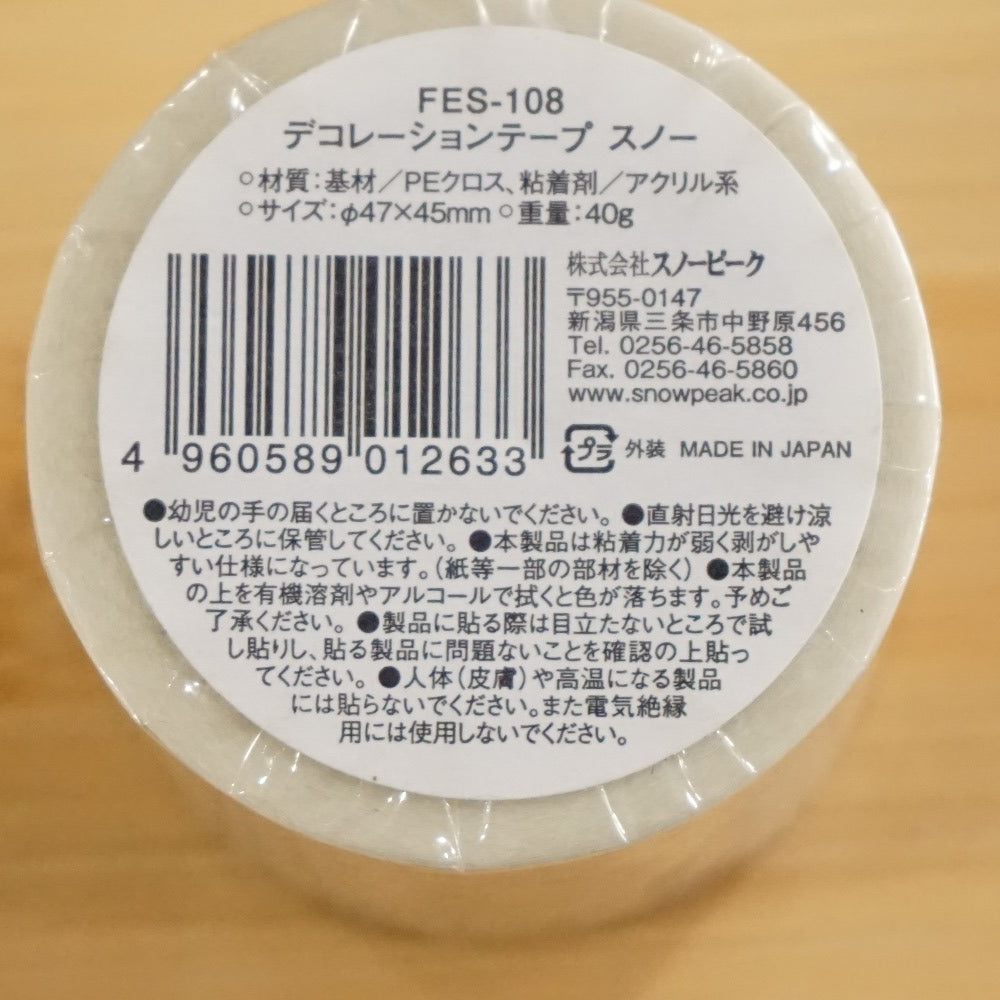 FES-108
デコレーションテープ スノー
○材質：基材／PEクロス、粘着剤／アクリル系
○サイズ：φ47×45mm ○重量：40g
株式会社スノーピーク
〒955-0147
新潟県三条市中野原456
Tel. 0256-46-5858
Fax. 0256-46-5860
www.snowpeak.co.jp
4 960589 012633
プラ 外装 MADE IN JAPAN
●幼児の手の届くところに置かないでください。●直射日光を避け涼
しいところに保管してください。●本製品は粘着力が弱く剥がしや
すい仕様になっています。（紙等一部の部材を除く）●本製品
の上を有機溶剤やアルコールで拭くと色が落ちます。予めご
了承ください。●製品に貼る際は目立たないところで試
し貼りし、貼る製品に問題ないことを確認の上貼っ
てください。●人体（皮膚）や高温になる製品
には貼らないでください。また電気絶縁
用には使用しないでください。